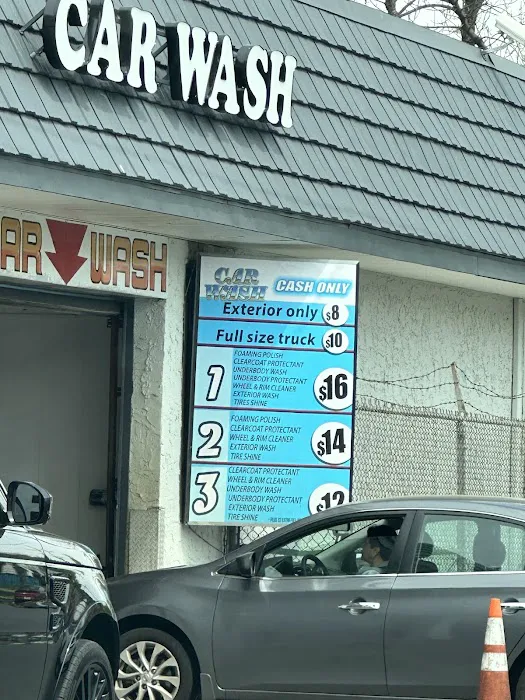 CAR WASH
AR WASH
CAR WASH
CASH ONLY
Exterior only $8
Full size truck $10
1
FOAMING POLISH
CLEARCOAT PROTECTANT
UNDERBODY WASH
UNDERBODY PROTECTANT
WHEEL & RIM CLEANER
EXTERIOR WASH
TIRES SHINE
$16
2
FOAMING POLISH
CLEARCOAT PROTECTANT
WHEEL & RIM CLEANER
EXTERIOR WASH
TIRE SHINE
$14
3
CLEARCOAT PROTECTANT
WHEEL & RIM CLEANER
UNDERBODY WASH
UNDERBODY PROTECTANT
EXTERIOR WASH
TIRE SHINE
$12